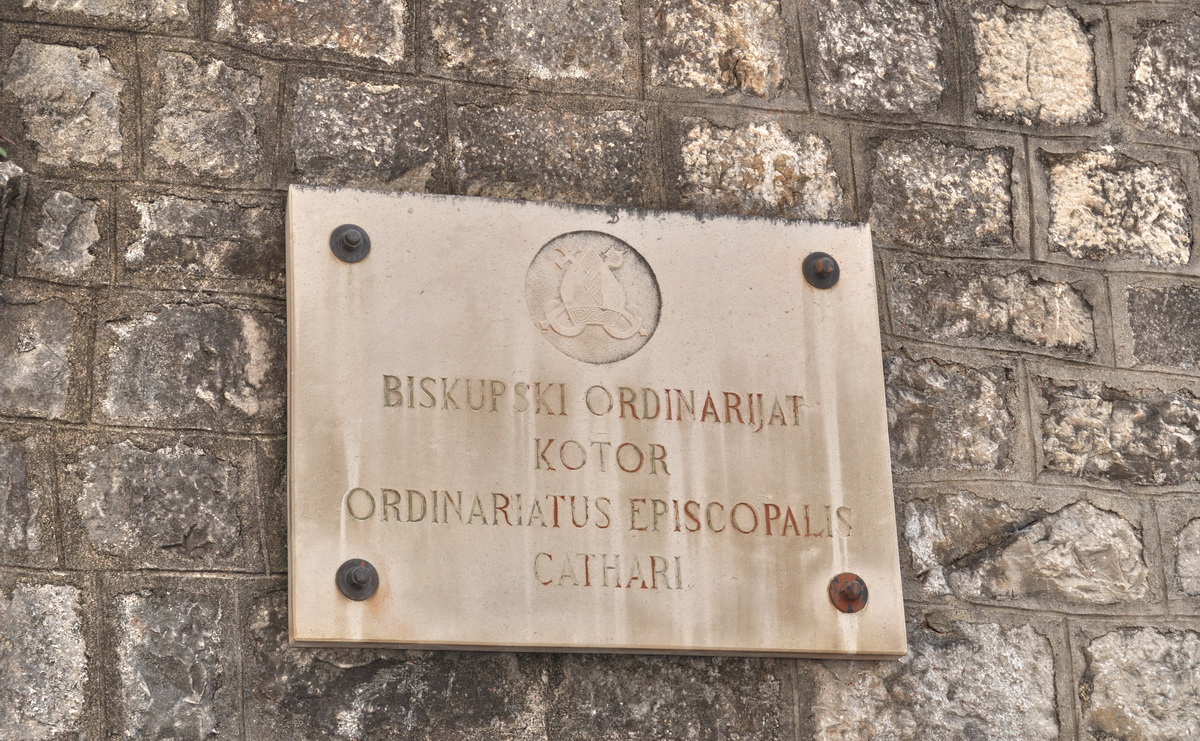 BISKUPSKI ORDINARIJAT
KOTOR
ORDINARIATUS EPISCOPALIS
CATHARI